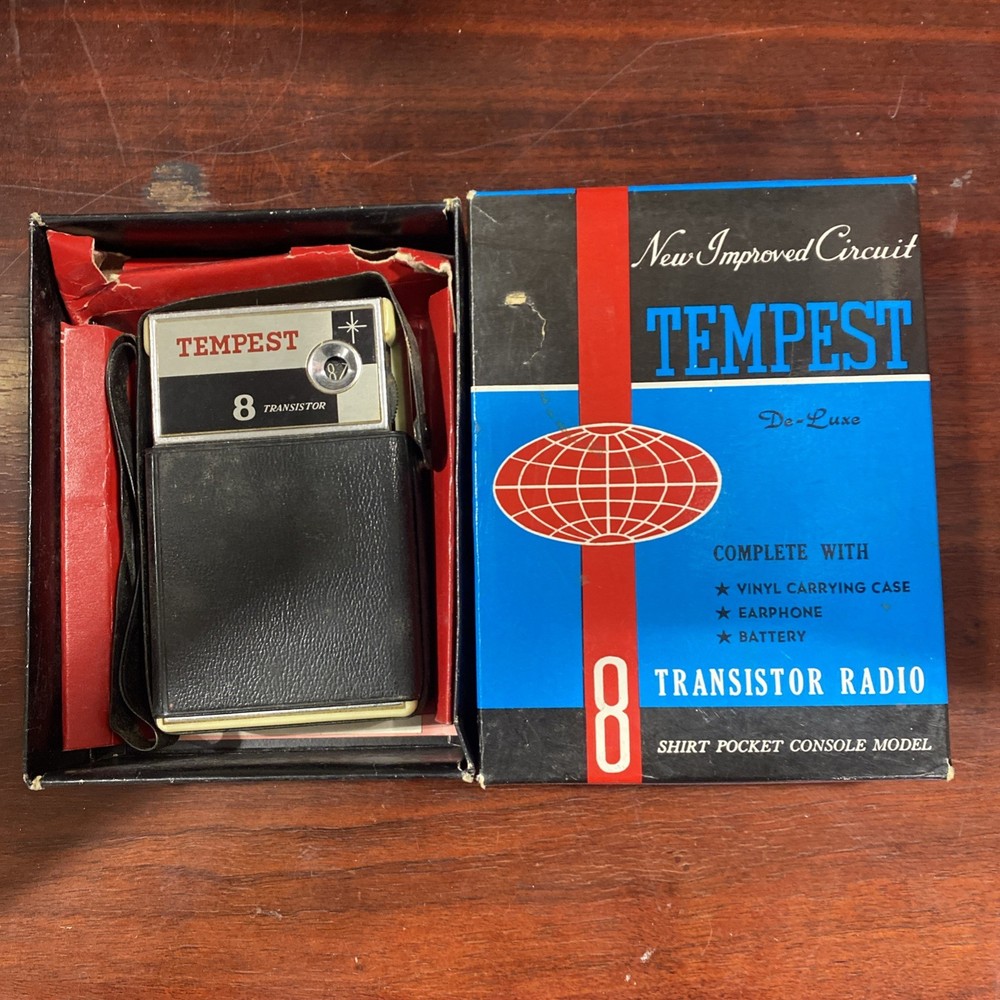 TEMPEST
8 TRANSISTOR
New Improved Circuit
TEMPEST
De-Luxe
COMPLETE WITH
★ VINYL CARRYING CASE
★ EARPHONE
★ BATTERY
8 TRANSISTOR RADIO
SHIRT POCKET CONSOLE MODEL